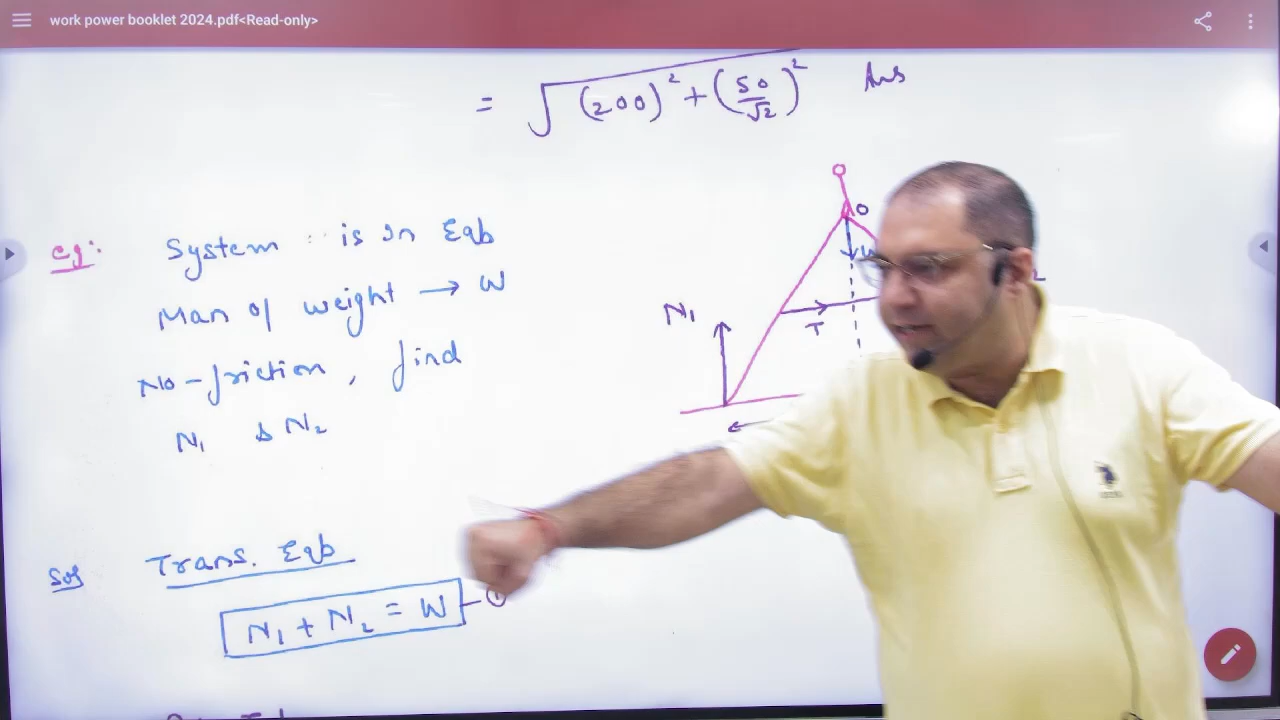 work power booklet 2024.pdf<Read-only>
= √(200)² + (50/√2)² Ans
eg: System is in Eqb
Man of weight → W
No-friction, find
N₁ & N₂
O
N₁
T
Sol Trans. Eqb
N₁ + N₂ = W - ①